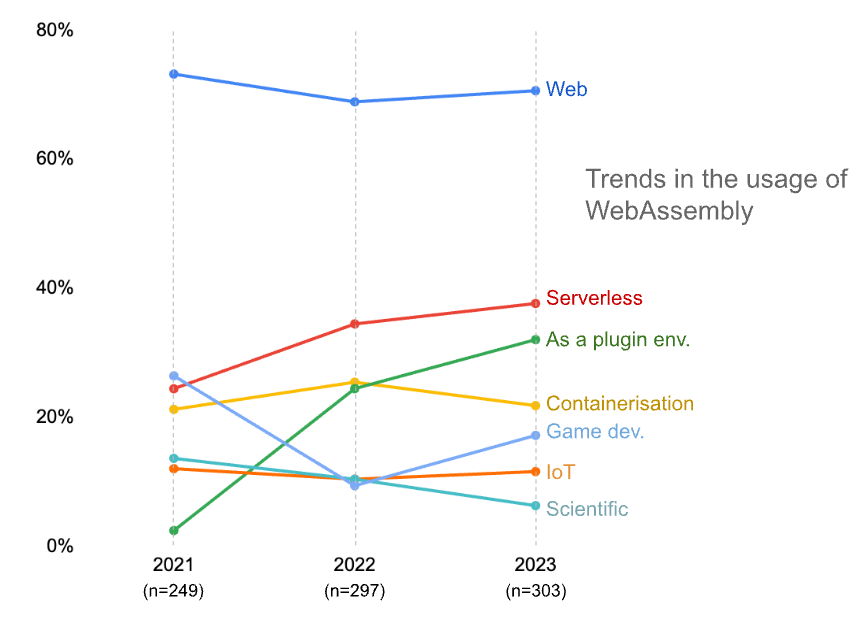 80%
Web
60%
Trends in the usage of
WebAssembly
40%
Serverless
As a plugin env.
20%
Containerisation
Game dev.
IoT
Scientific
0%
2021 2022 2023
(n=249) (n=297) (n=303)